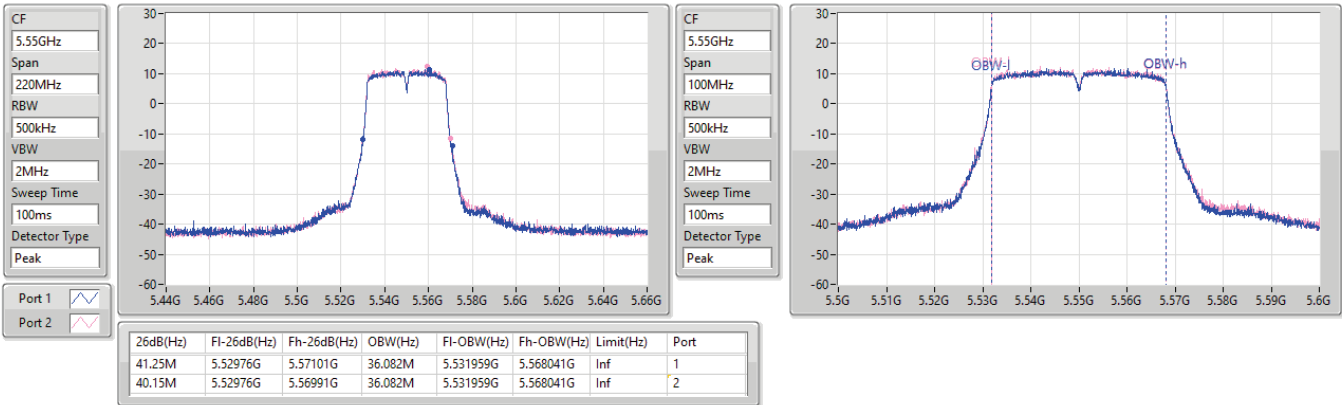 CF
5.55GHz
Span
220MHz
RBW
500kHz
VBW
2MHz
Sweep Time
100ms
Detector Type
Peak
Port 1
Port 2
30-
20-
10-
0-
-10-
-20-
-30-
-40-
-50-
-60-
5.44G 5.46G 5.48G 5.5G 5.52G 5.54G 5.56G 5.58G 5.6G 5.62G 5.64G 5.66G
CF
5.55GHz
Span
100MHz
RBW
500kHz
VBW
2MHz
Sweep Time
100ms
Detector Type
Peak
30-
20-
10-
0-
-10-
-20-
-30-
-40-
-50-
-60-
OBW-l OBW-h
5.5G 5.51G 5.52G 5.53G 5.54G 5.55G 5.56G 5.57G 5.58G 5.59G 5.6G
26dB(Hz) Fl-26dB(Hz) Fh-26dB(Hz) OBW(Hz) Fl-OBW(Hz) Fh-OBW(Hz) Limit(Hz) Port
41.25M 5.52976G 5.57101G 36.082M 5.531959G 5.568041G Inf 1
40.15M 5.52976G 5.56991G 36.082M 5.531959G 5.568041G Inf 2